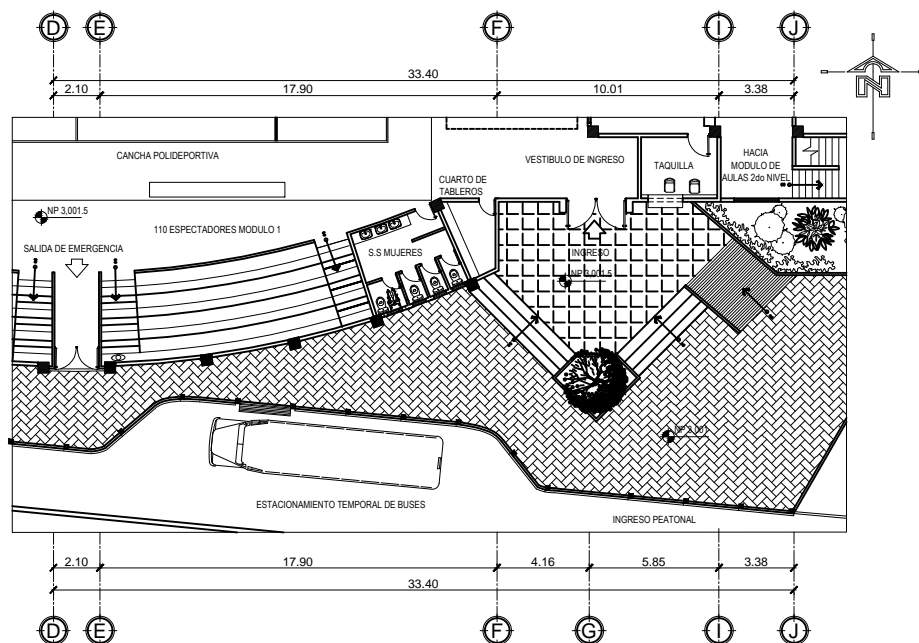 D E F I J
33.40
2.10 17.90 10.01 3.38
N
CANCHA POLIDEPORTIVA
VESTIBULO DE INGRESO
TAQUILLA
HACIA
MODULO DE
AULAS 2do NIVEL
CUARTO DE
TABLEROS
NP 3,001.5
110 ESPECTADORES MODULO 1
SALIDA DE EMERGENCIA
S.S MUJERES
INGRESO
NP 3,001.5
NP 3,001
ESTACIONAMIENTO TEMPORAL DE BUSES
INGRESO PEATONAL
2.10 17.90 4.16 5.85 3.38
33.40
D E F G I J